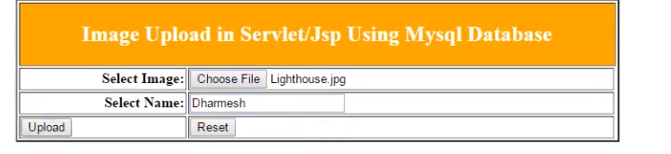 Image Upload in Servlet/Jsp Using Mysql Database
Select Image: Choose File Lighthouse.jpg
Select Name: Dharmesh
Upload Reset